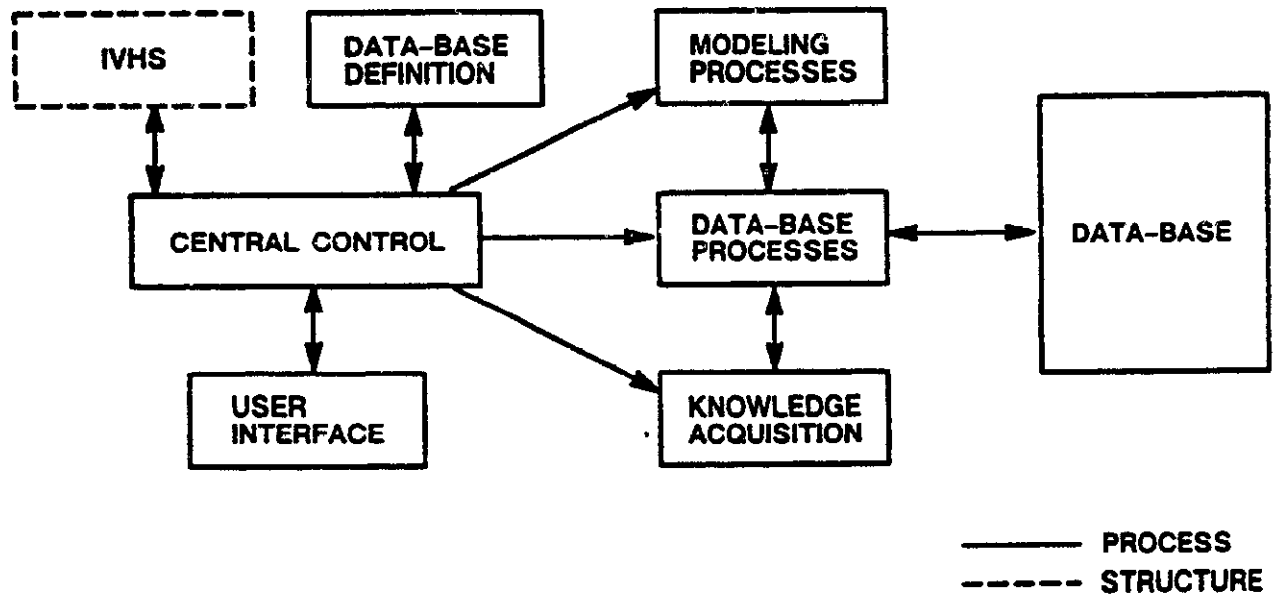 IVHS
DATA-BASE
DEFINITION
MODELING
PROCESSES
CENTRAL CONTROL
DATA-BASE
PROCESSES
DATA-BASE
USER
INTERFACE
KNOWLEDGE
ACQUISITION
PROCESS
STRUCTURE